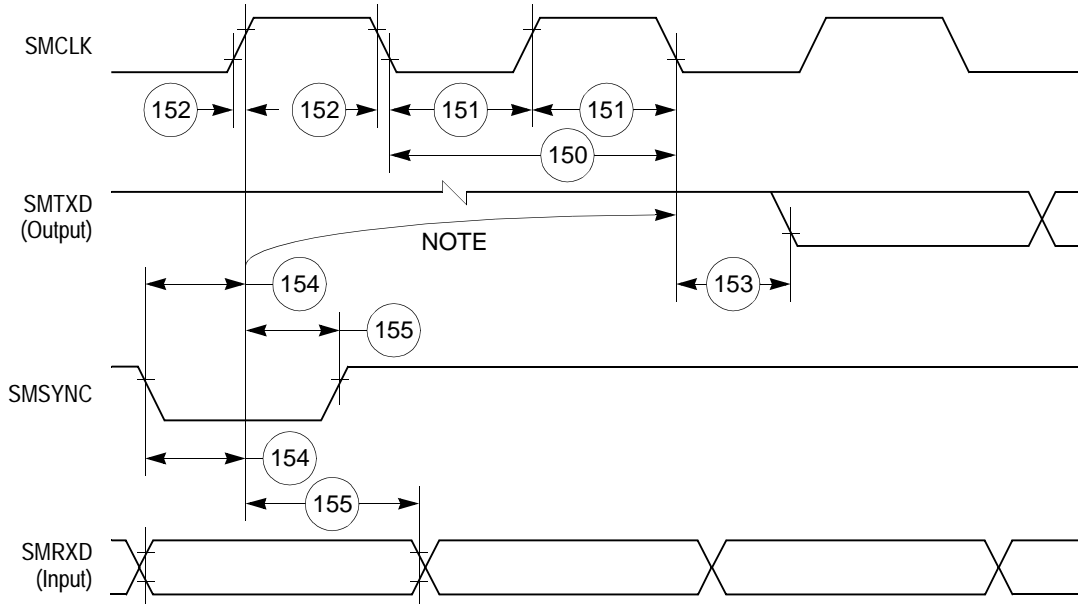 SMCLK
152
152
151
151
150
SMTXD
(Output)
NOTE
154
153
155
SMSYNC
154
155
SMRXD
(Input)